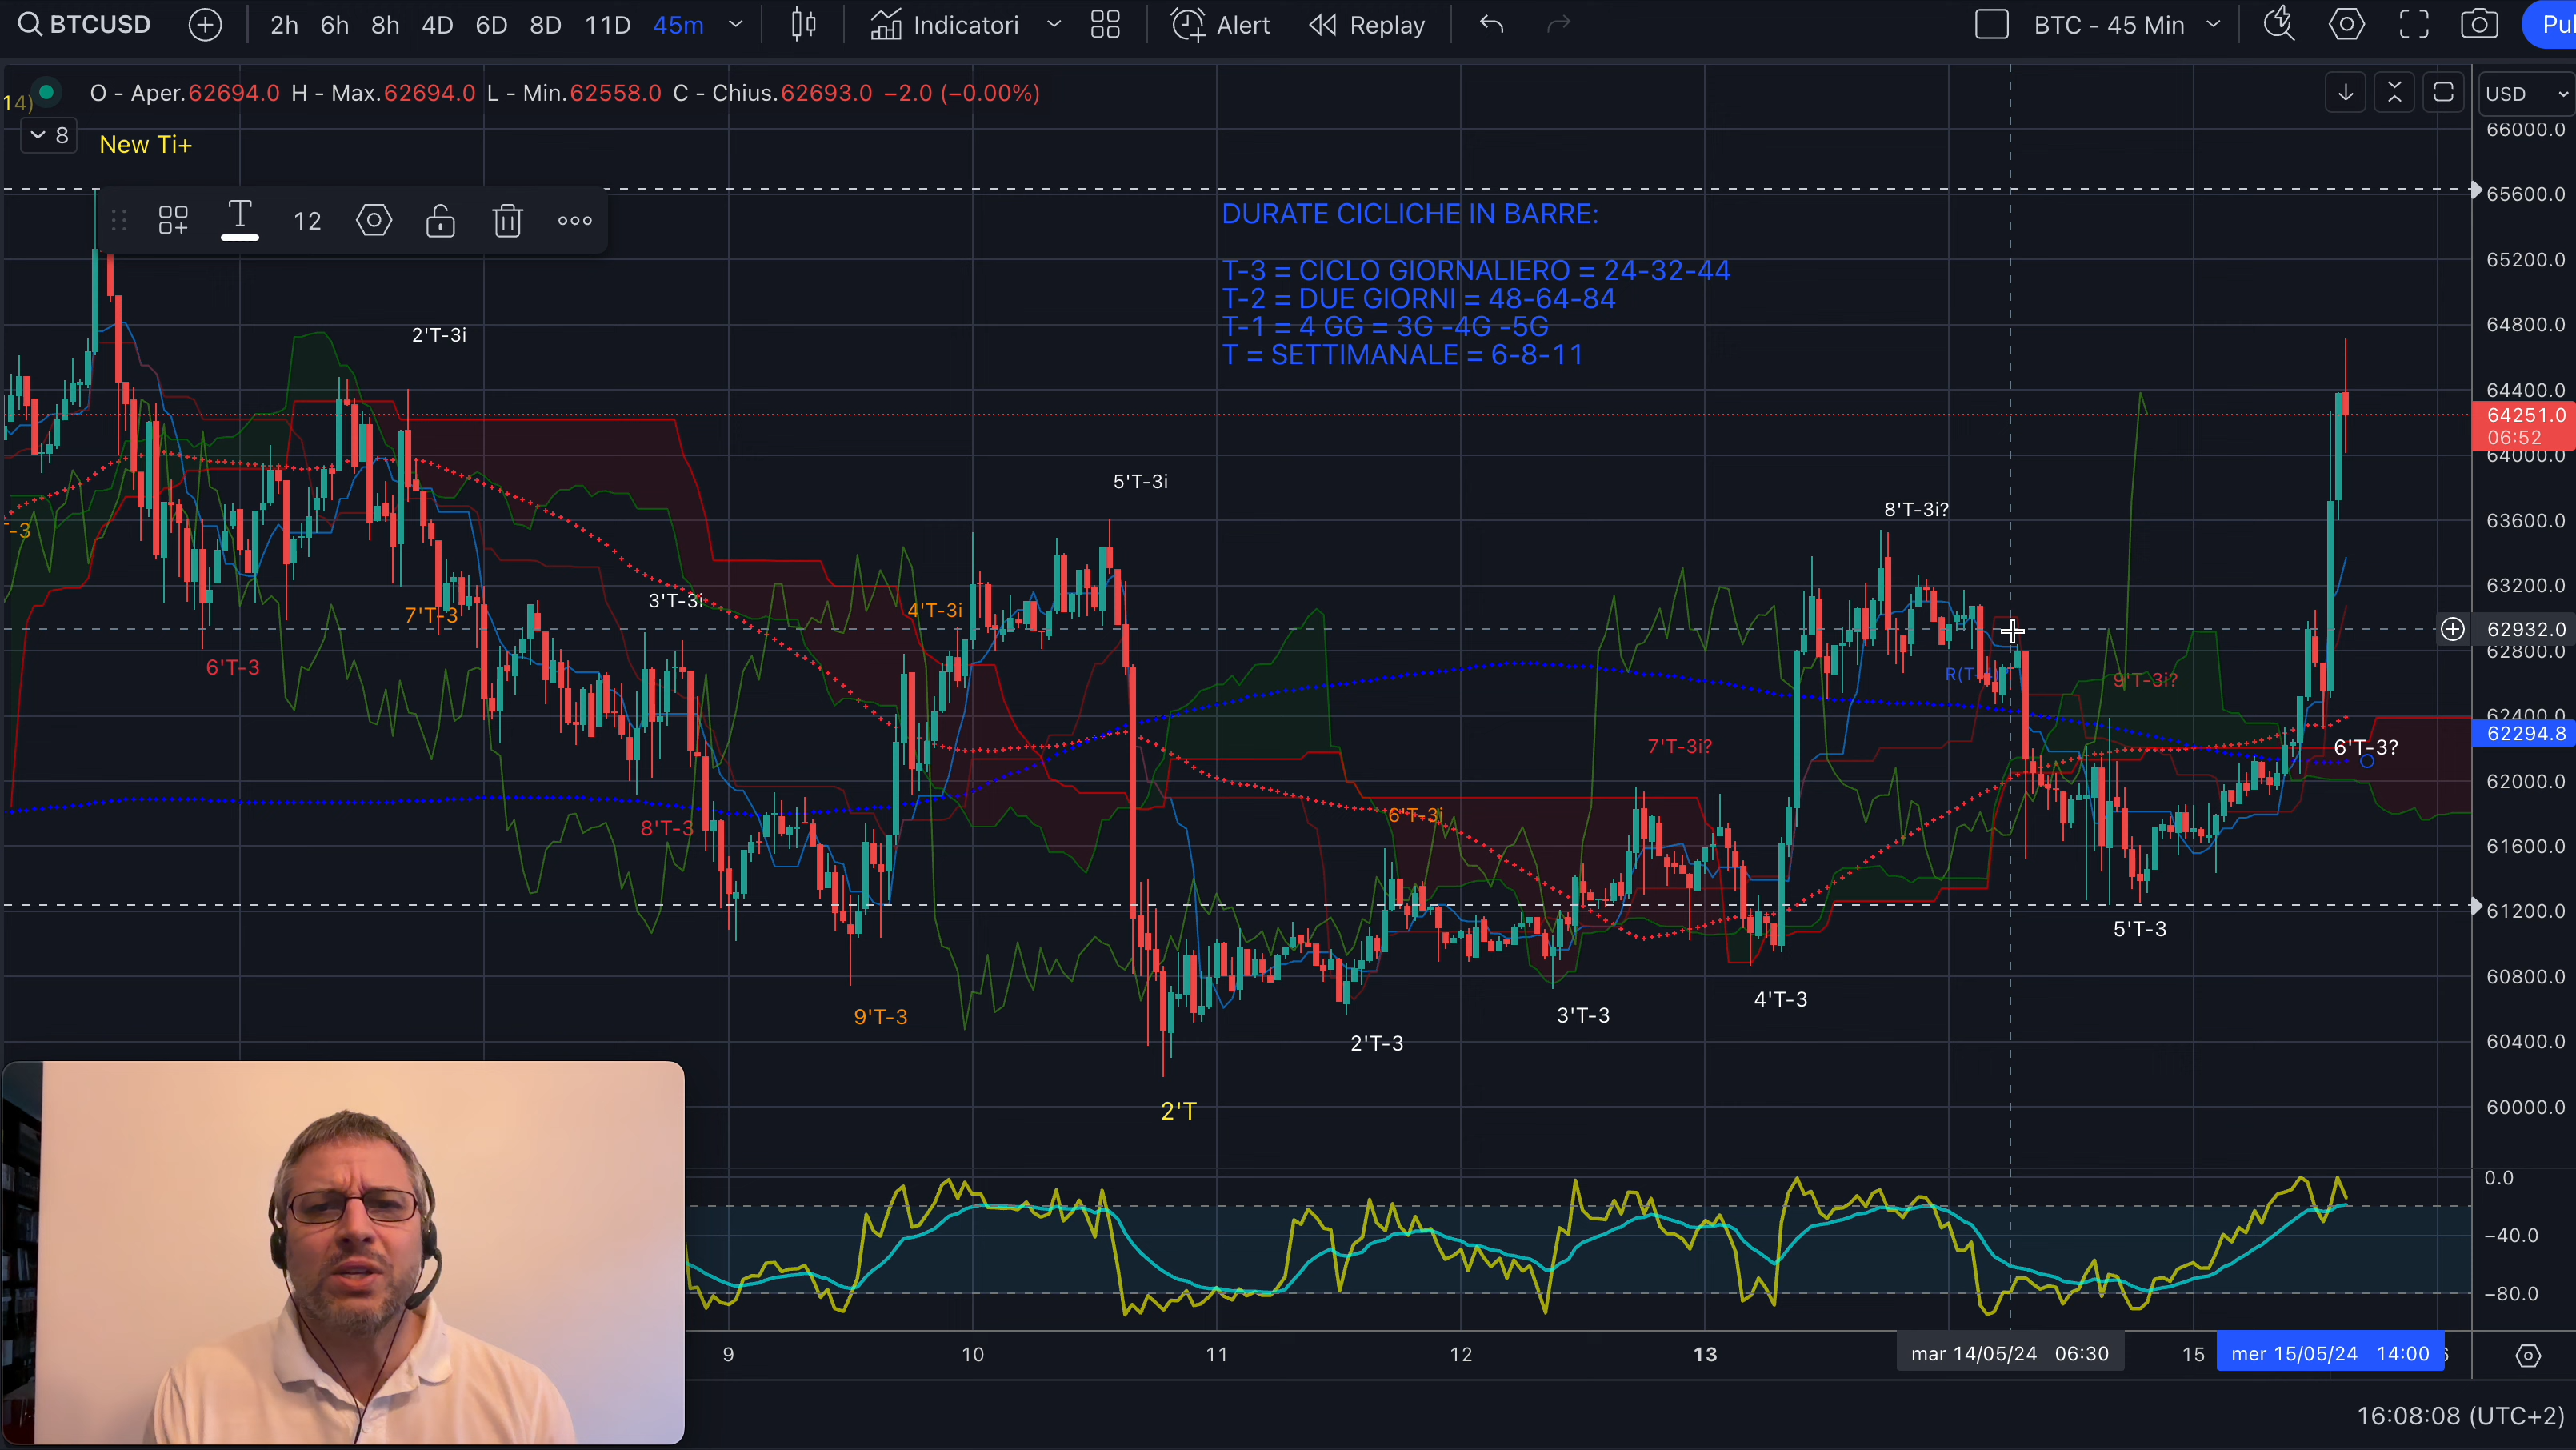 BTCUSD 2h 6h 8h 4D 6D 8D 11D 45m Indicatori Alert Replay BTC - 45 Min Pul
14) O - Aper.62694.0 H - Max.62694.0 L - Min.62558.0 C - Chius.62693.0 −2.0 (−0.00%) USD
8 New Ti+
66000.0
65600.0
12
DURATE CICLICHE IN BARRE:
65200.0
T-3 = CICLO GIORNALIERO = 24-32-44
T-2 = DUE GIORNI = 48-64-84
T-1 = 4 GG = 3G -4G -5G
T = SETTIMANALE = 6-8-11
64800.0
2'T-3i
64400.0
64251.0
06:52
64000.0
5'T-3i
8'T-3i?
63600.0
T-3
63200.0
3'T-3i
4'T-3i
7'T-3
62932.0
62800.0
6'T-3
R(T-
9'T-3i?
62400.0
62294.8
7'T-3i?
6'T-3?
62000.0
6'T-3i
8'T-3
61600.0
61200.0
5'T-3
60800.0
4'T-3
9'T-3
3'T-3
2'T-3
60400.0
2'T
60000.0
0.0
−40.0
−80.0
9 10 11 12 13 mar 14/05/24 06:30 15 mer 15/05/24 14:00
16:08:08 (UTC+2)